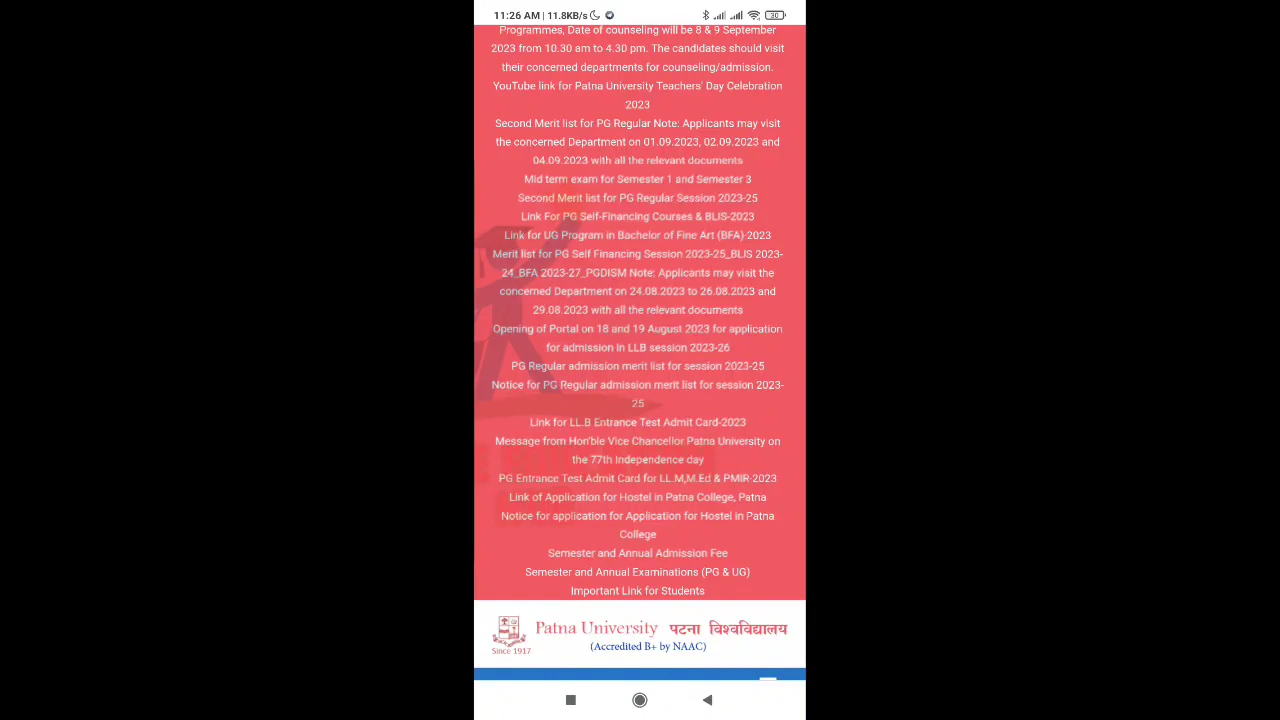 11:26 AM | 11.8KB/s
30
Programmes, Date of counseling will be 8 & 9 September
2023 from 10.30 am to 4.30 pm. The candidates should visit
their concerned departments for counseling/admission.
YouTube link for Patna University Teachers' Day Celebration
2023
Second Merit list for PG Regular Note: Applicants may visit
the concerned Department on 01.09.2023, 02.09.2023 and
04.09.2023 with all the relevant documents
Mid term exam for Semester 1 and Semester 3
Second Merit list for PG Regular Session 2023-25
Link For PG Self-Financing Courses & BLIS-2023
Link for UG Program in Bachelor of Fine Art (BFA)-2023
Merit list for PG Self Financing Session 2023-25_BLIS 2023-
24_BFA 2023-27_PGDISM Note: Applicants may visit the
concerned Department on 24.08.2023 to 26.08.2023 and
29.08.2023 with all the relevant documents
Opening of Portal on 18 and 19 August 2023 for application
for admission in LLB session 2023-26
PG Regular admission merit list for session 2023-25
Notice for PG Regular admission merit list for session 2023-
25
Link for LL.B Entrance Test Admit Card-2023
Message from Hon'ble Vice Chancellor Patna University on
the 77th Independence day
PG Entrance Test Admit Card for LL.M,M.Ed & PMIR-2023
Link of Application for Hostel in Patna College, Patna
Notice for application for Application for Hostel in Patna
College
Semester and Annual Admission Fee
Semester and Annual Examinations (PG & UG)
Important Link for Students
Patna University पटना विश्वविद्यालय
(Accredited B+ by NAAC)
Since 1917